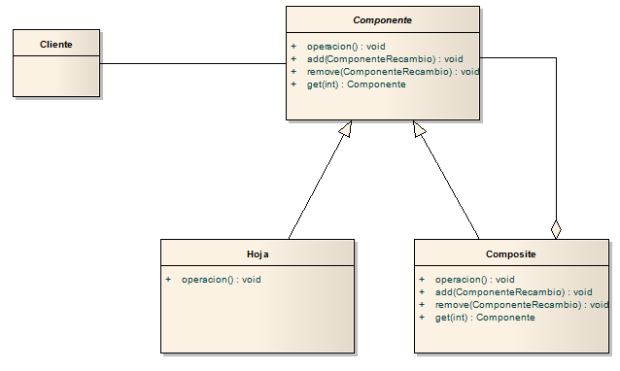 Componente
+ operacion() : void
+ add(ComponenteRecambio) : void
+ remove(ComponenteRecambio) : void
+ get(int) : Componente
Cliente
Hoja
+ operacion() : void
Composite
+ operacion() : void
+ add(ComponenteRecambio) : void
+ remove(ComponenteRecambio) : void
+ get(int) : Componente